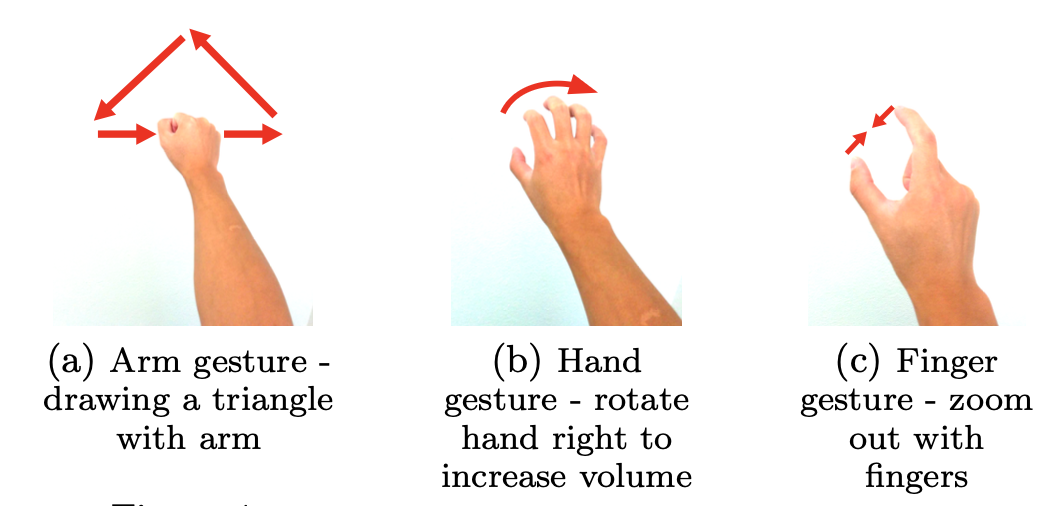 (a) Arm gesture -
drawing a triangle
with arm
(b) Hand
gesture - rotate
hand right to
increase volume
(c) Finger
gesture - zoom
out with
fingers